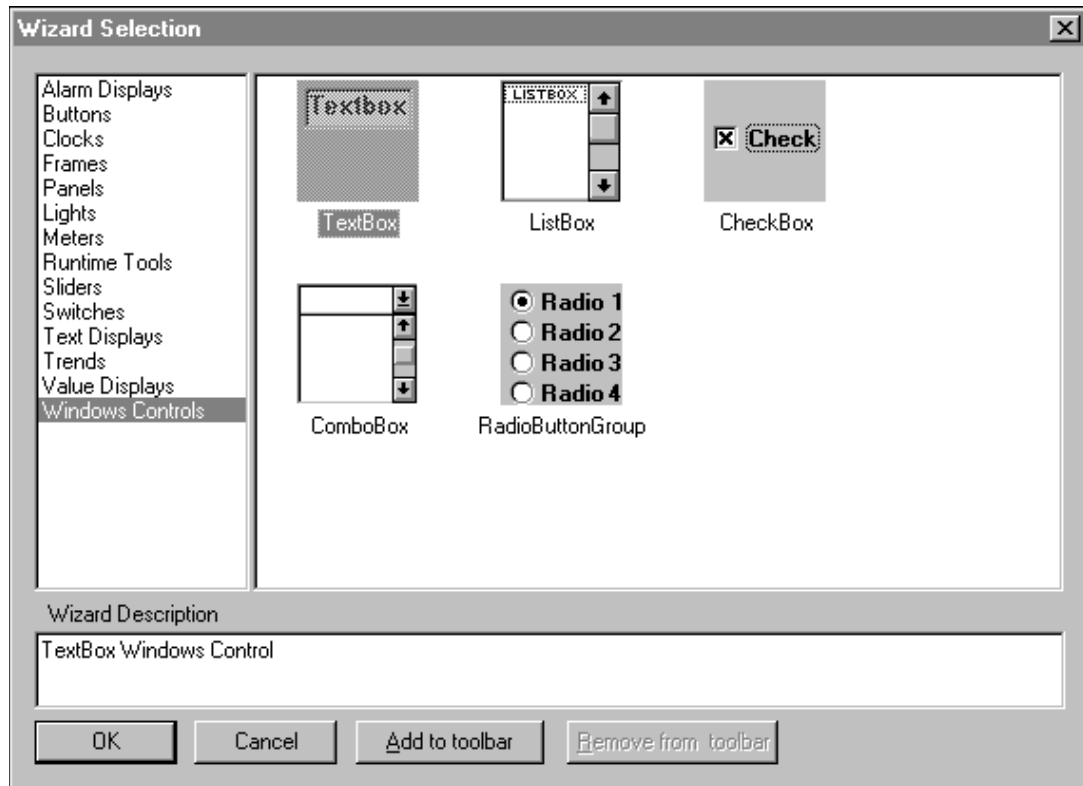 Wizard Selection
Alarm Displays
Buttons
Clocks
Frames
Panels
Lights
Meters
Runtime Tools
Sliders
Switches
Text Displays
Trends
Value Displays
Windows Controls
Textbox
TextBox
LISTBOX
ListBox
Check
CheckBox
ComboBox
Radio 1
Radio 2
Radio 3
Radio 4
RadioButtonGroup
Wizard Description
TextBox Windows Control
OK
Cancel
Add to toolbar
Remove from toolbar